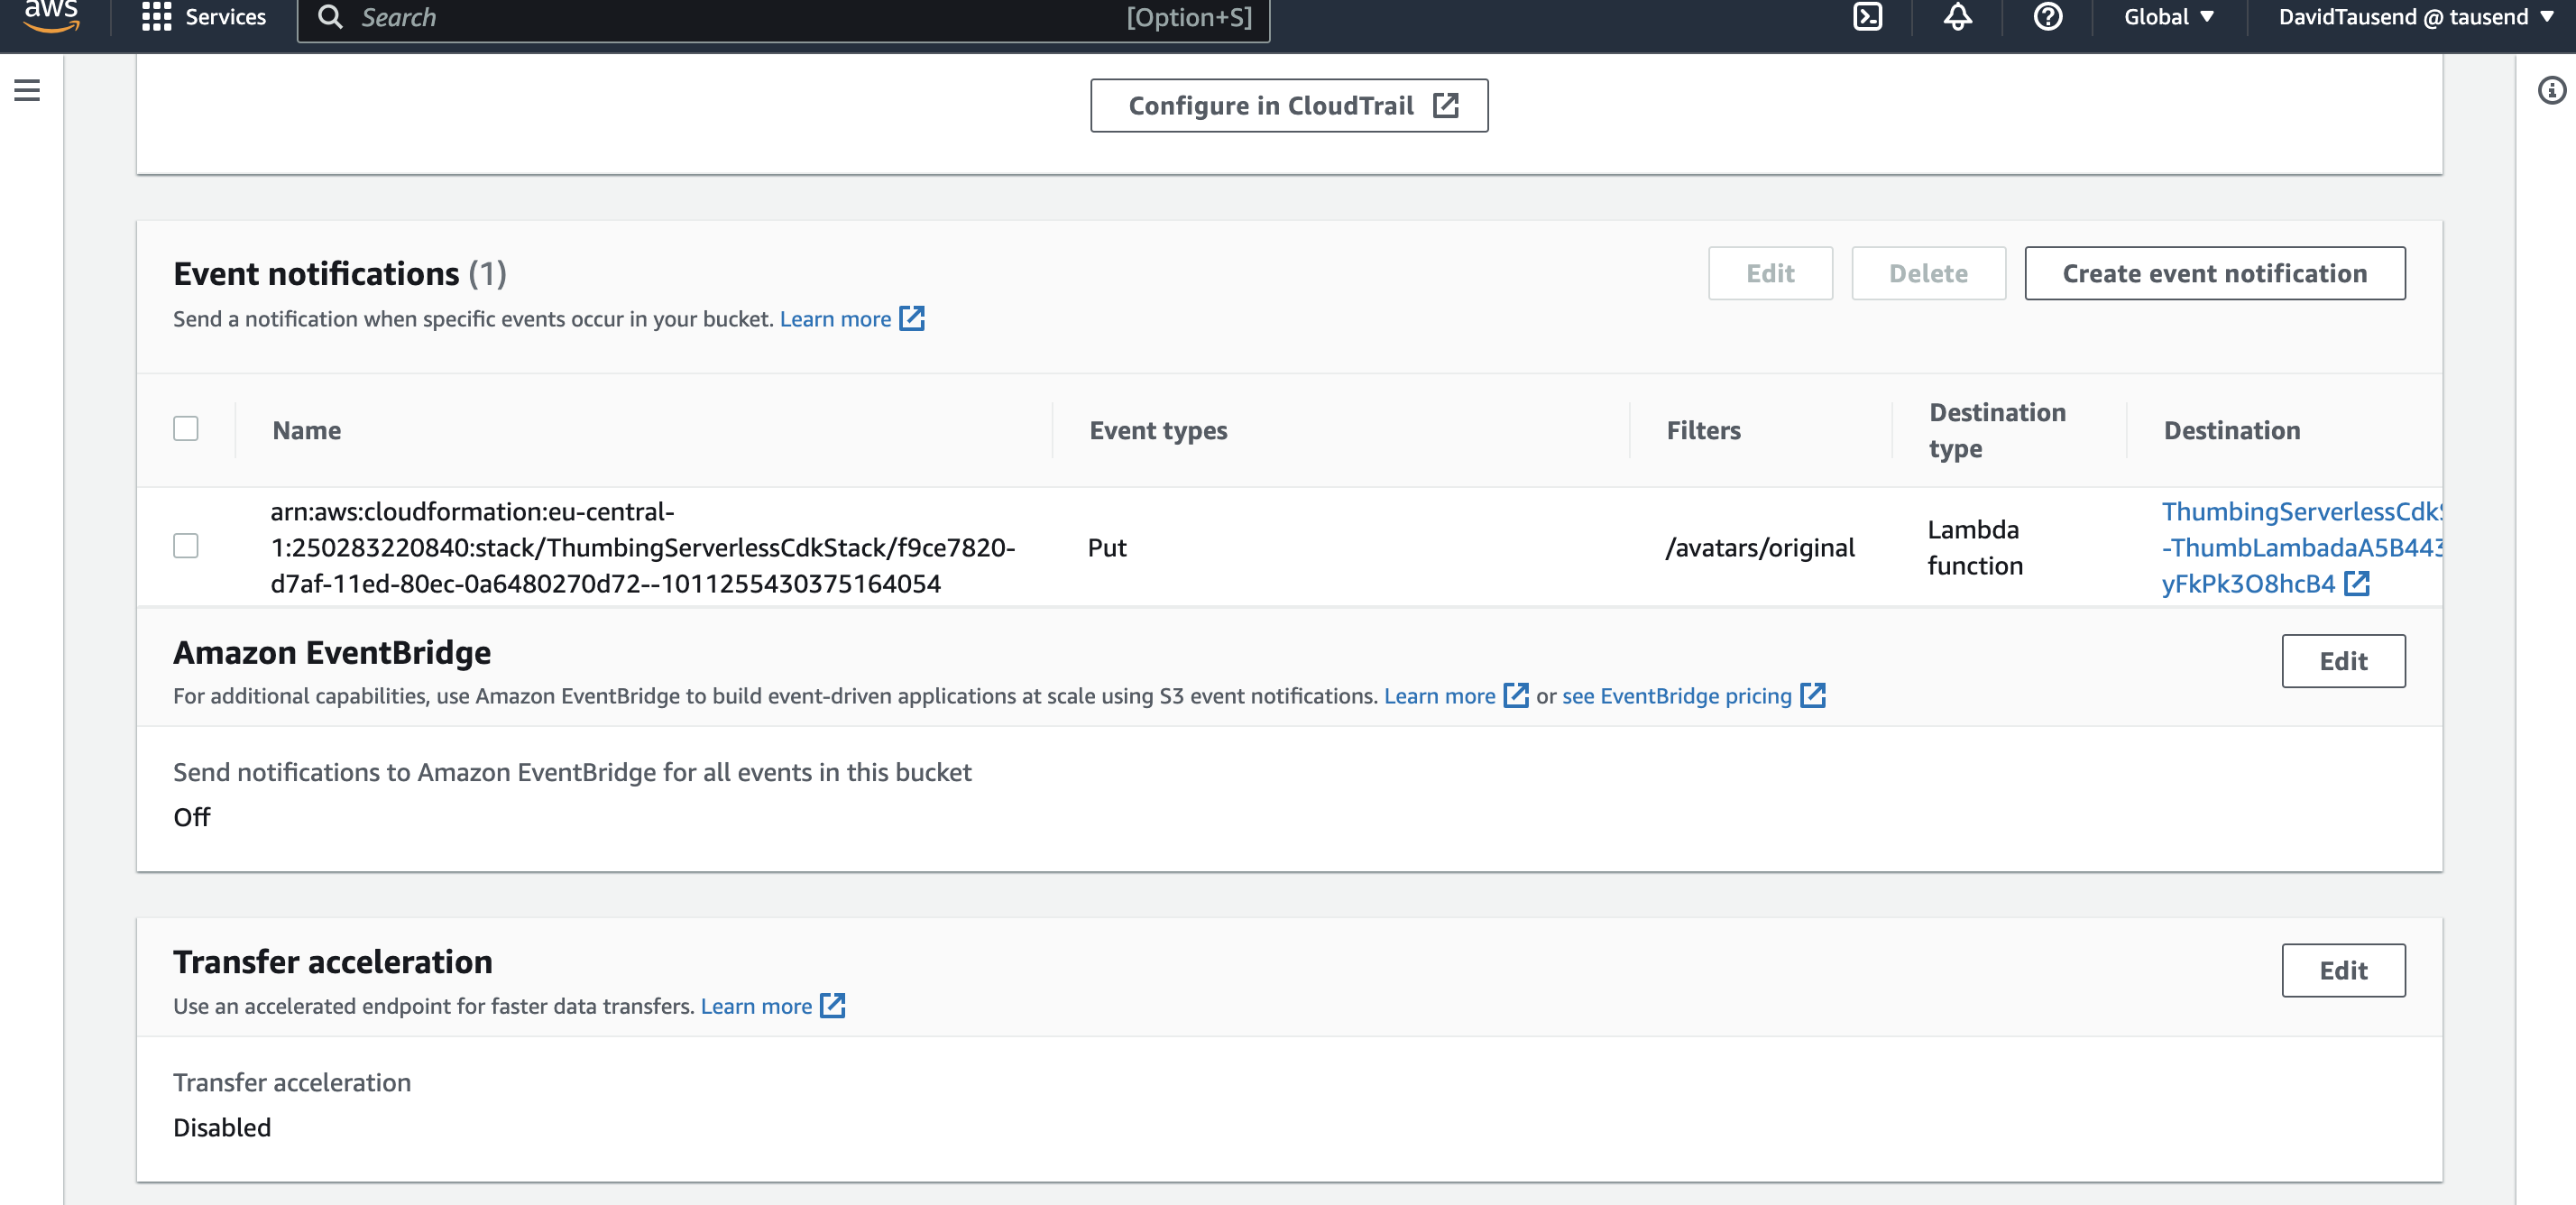 aws Services Search [Option+S] Global DavidTausend @ tausend
Configure in CloudTrail
Event notifications (1)
Edit Delete Create event notification
Send a notification when specific events occur in your bucket. Learn more
Name Event types Filters Destination type Destination
arn:aws:cloudformation:eu-central-
1:250283220840:stack/ThumbingServerlessCdkStack/f9ce7820-
d7af-11ed-80ec-0a6480270d72--1011255430375164054
Put
/avatars/original
Lambda
function
ThumbingServerlessCdkS
-ThumbLambadaA5B443
yFkPk3O8hcB4
Amazon EventBridge
Edit
For additional capabilities, use Amazon EventBridge to build event-driven applications at scale using S3 event notifications. Learn more or see EventBridge pricing
Send notifications to Amazon EventBridge for all events in this bucket
Off
Transfer acceleration
Edit
Use an accelerated endpoint for faster data transfers. Learn more
Transfer acceleration
Disabled